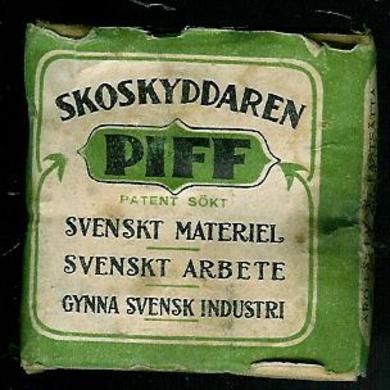 SKOSKYDDAREN
PIFF
PATENT SÖKT
SVENSKT MATERIEL
SVENSKT ARBETE
GYNNA SVENSK INDUSTRI